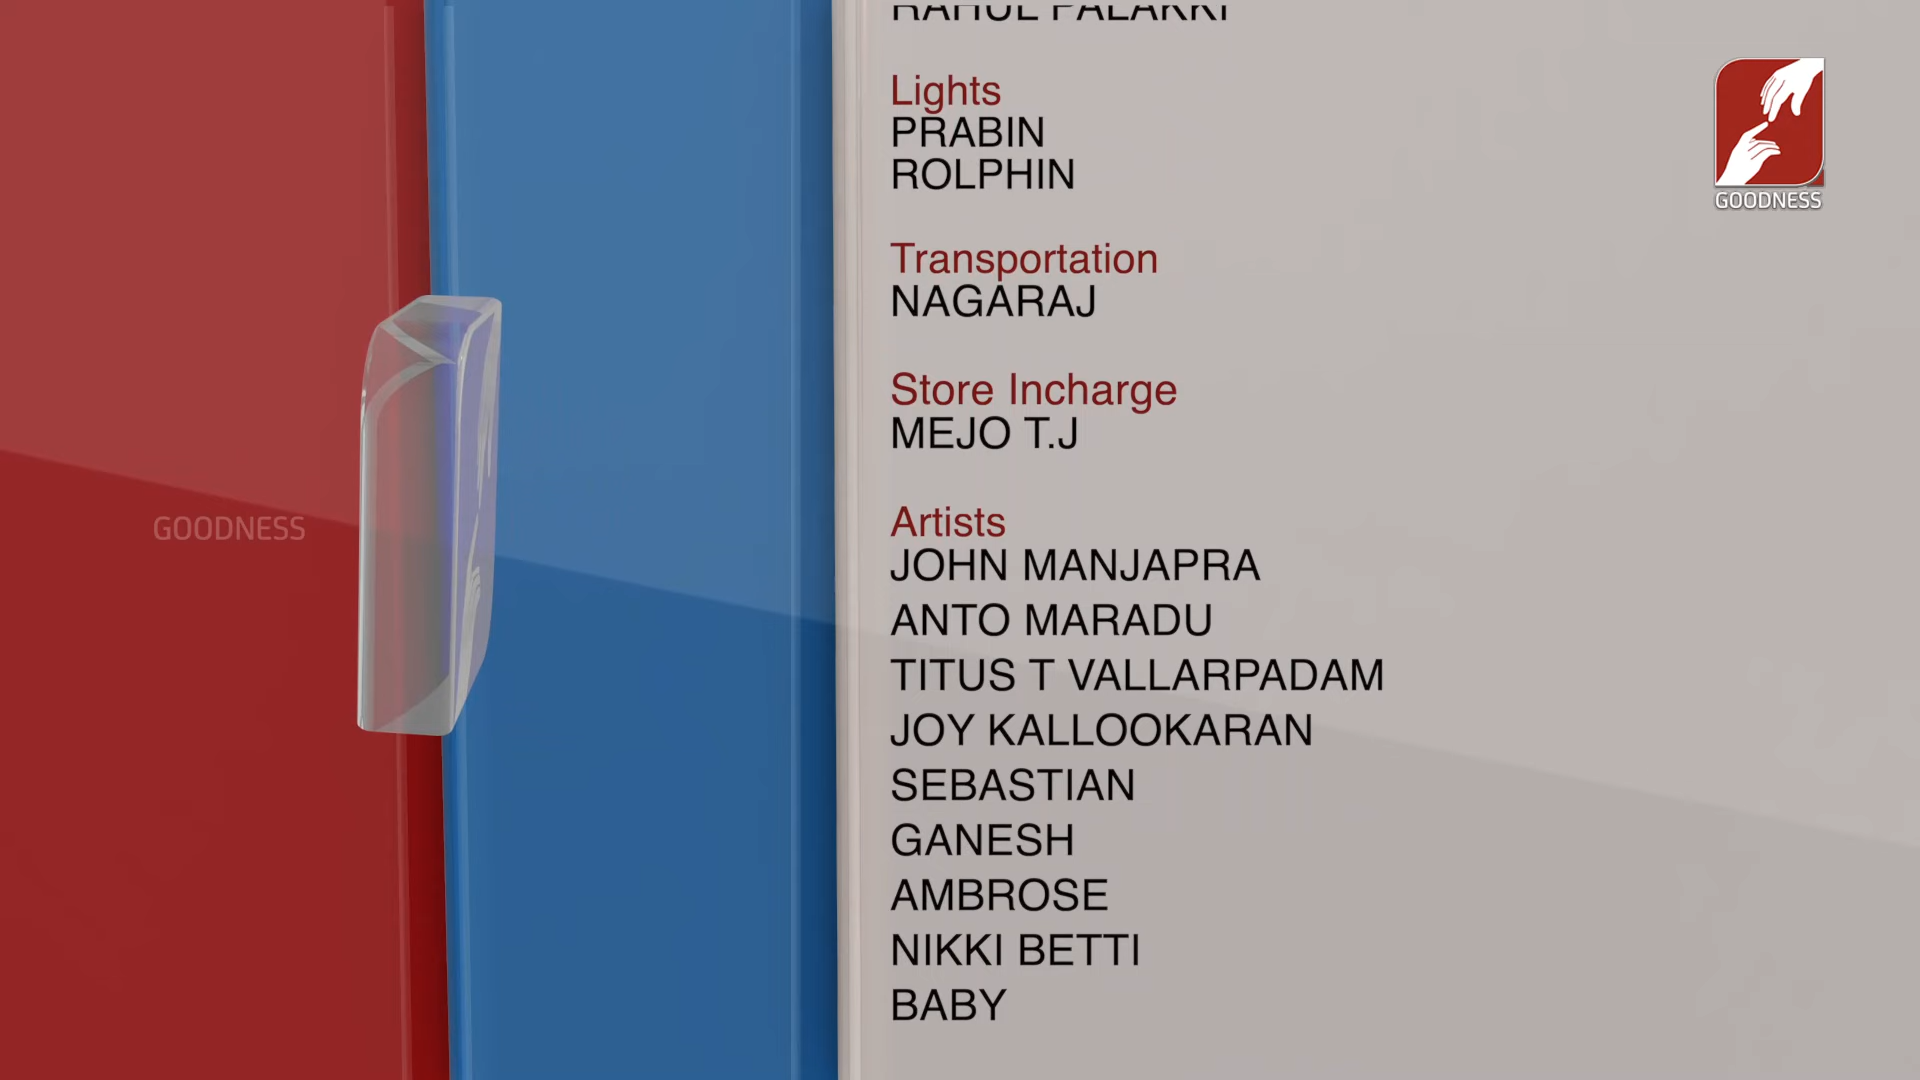 Lights
PRABIN
ROLPHIN
Transportation
NAGARAJ
Store Incharge
MEJO T.J
Artists
JOHN MANJAPRA
ANTO MARADU
TITUS T VALLARPADAM
JOY KALLOOKARAN
SEBASTIAN
GANESH
AMBROSE
NIKKI BETTI
BABY
GOODNESS
GOODNESS